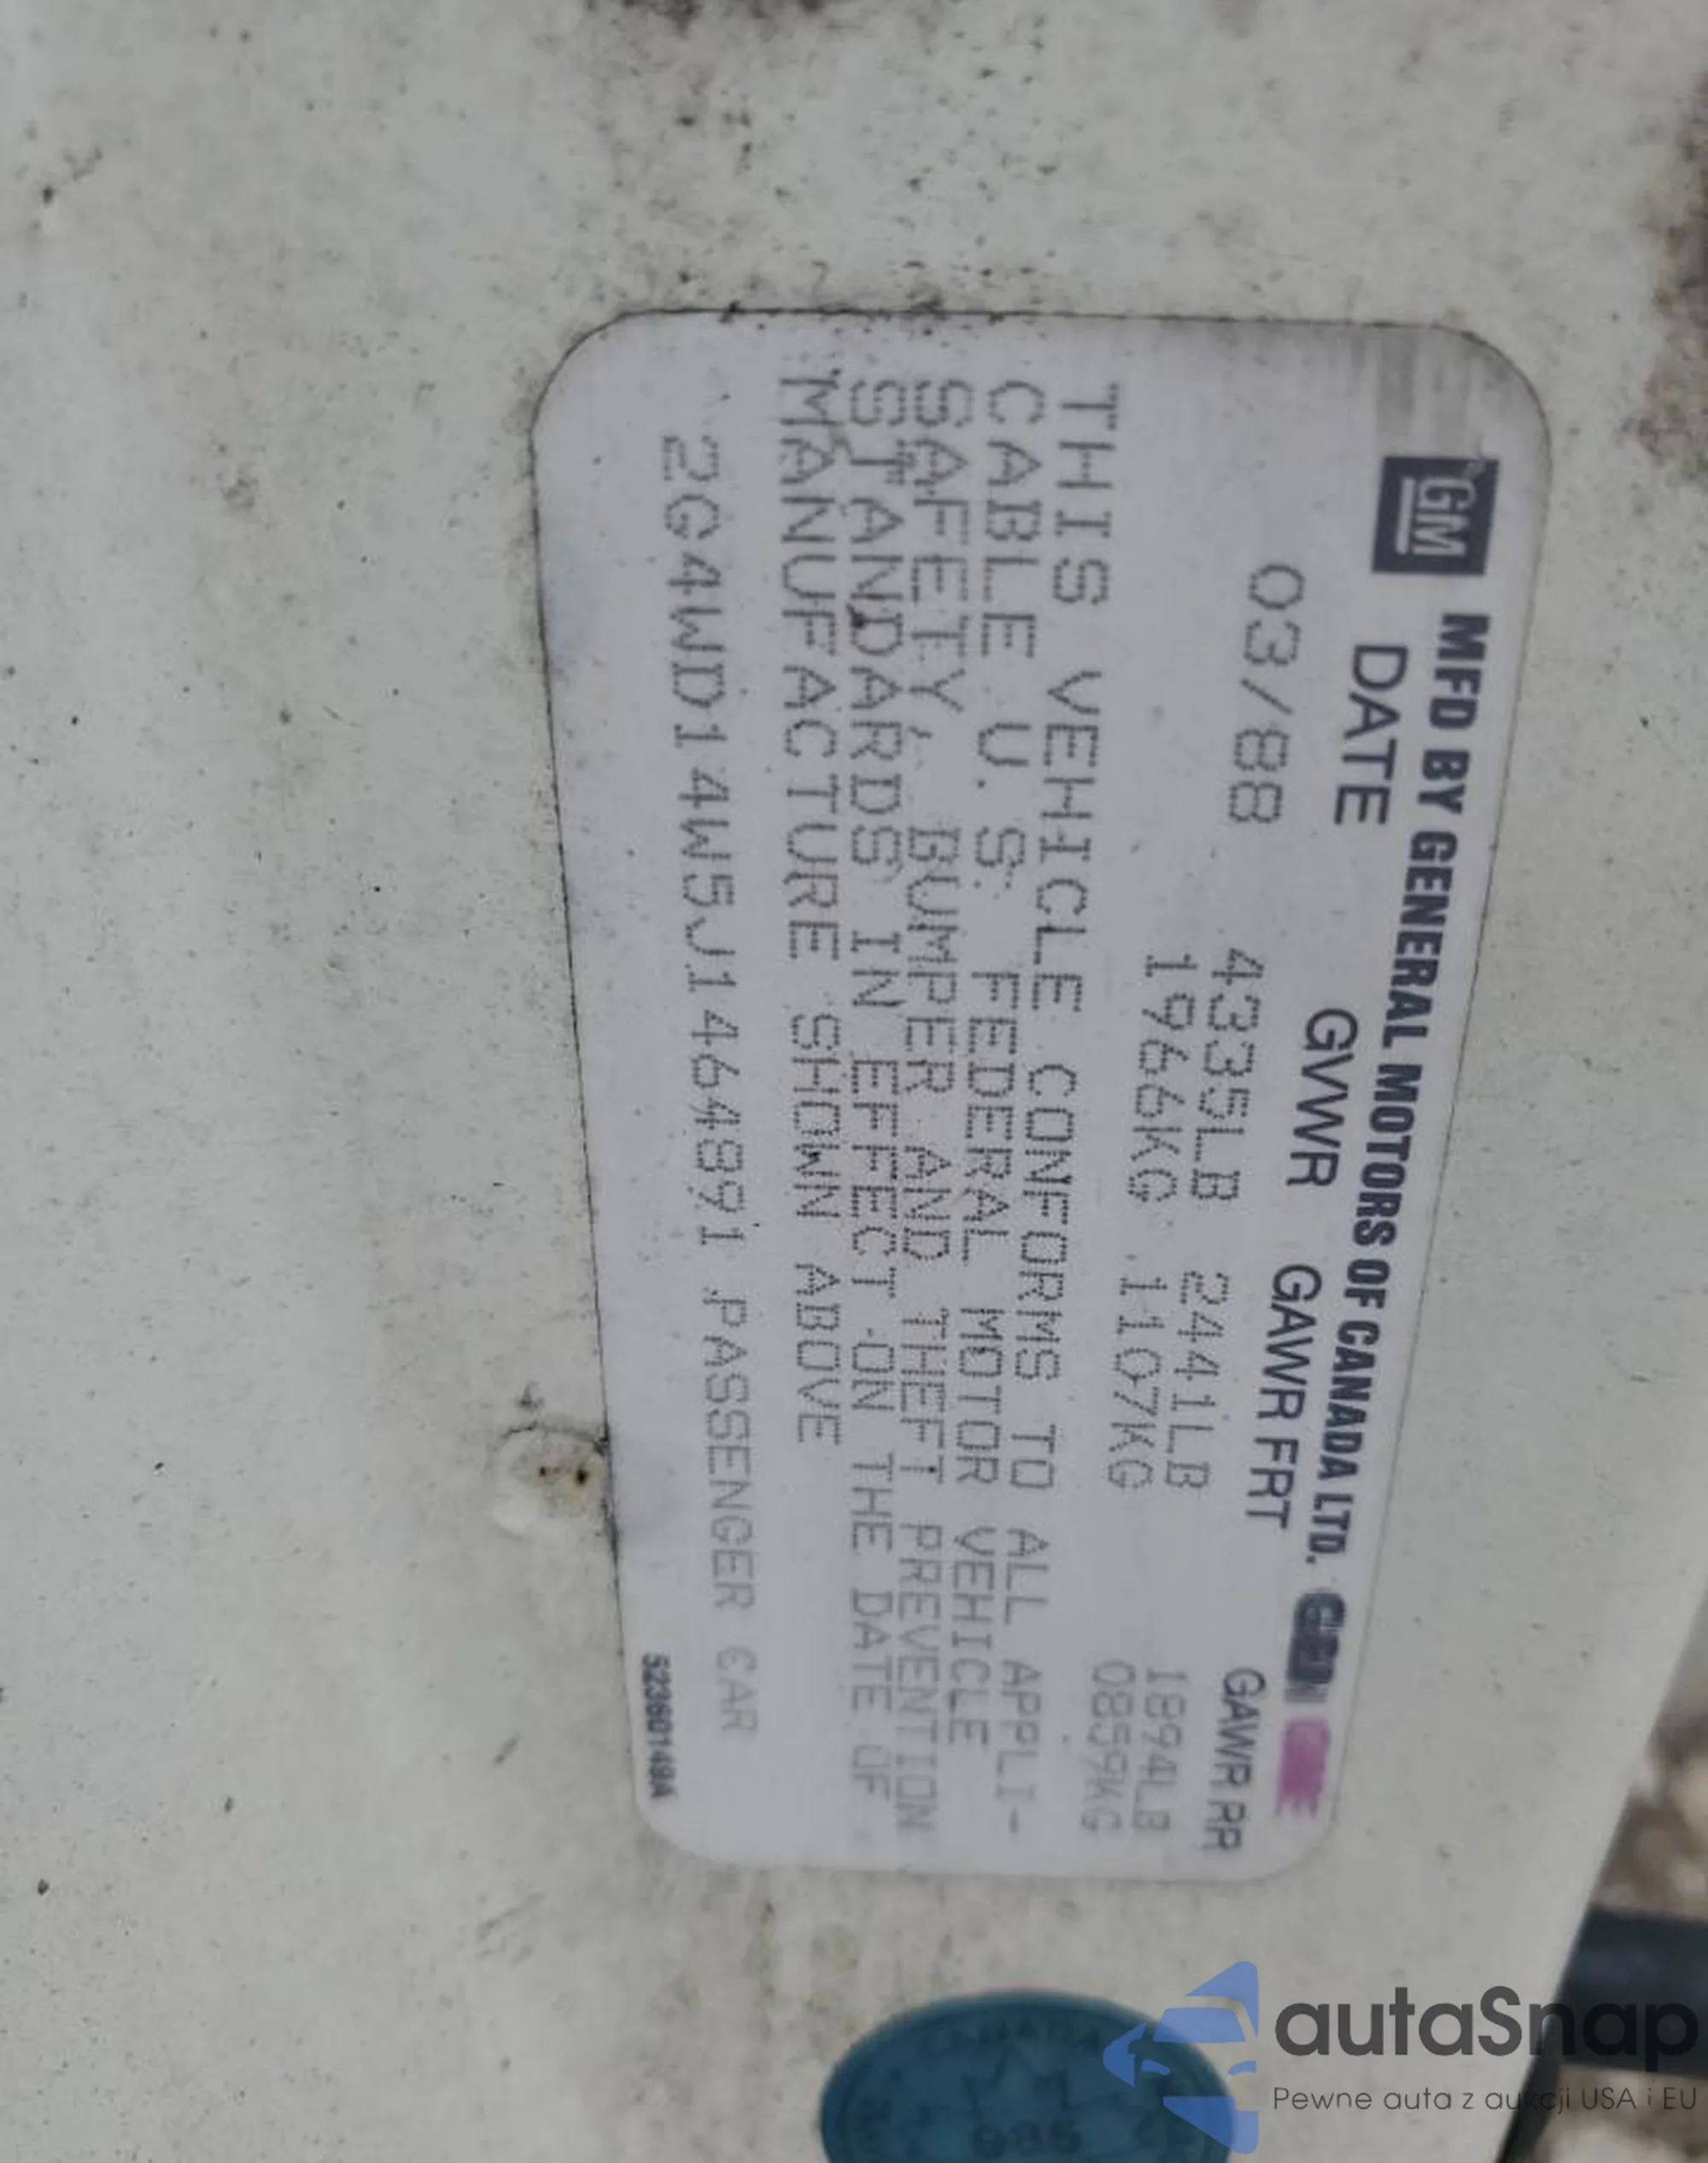 GM MFD BY GENERAL MOTORS OF CANADA LTD.
DATE GVWR GAWR FRT GAWR RR
03/88 4335LB 2441LB 1894LB
1966KG 1107KG 0859KG
THIS VEHICLE CONFORMS TO ALL APPLI-
CABLE U.S. FEDERAL MOTOR VEHICLE
SAFETY, BUMPER AND THEFT PREVENTION
STANDARDS IN EFFECT ON THE DATE OF
MANUFACTURE SHOWN ABOVE
2G4WD14W5J1464891 PASSENGER CAR
52360149A
autaSnap
Pewne auta z aukcji USA i EU